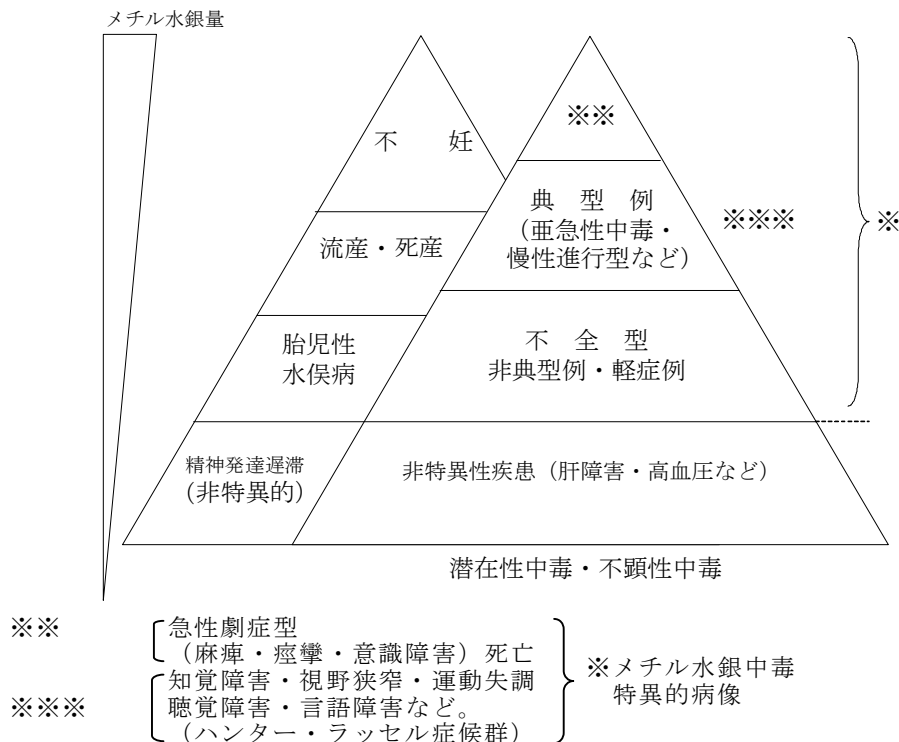 メチル水銀量
※※
不 妊
典 型 例
(亜急性中毒・
慢性進行型など)
※※※
※
流産・死産
胎児性
水俣病
不 全 型
非典型例・軽症例
精神発達遅滞
(非特異的)
非特異性疾患(肝障害・高血圧など)
潜在性中毒・不顕性中毒
※※
急性劇症型
(麻痺・痙攣・意識障害)死亡
※※※
知覚障害・視野狭窄・運動失調
聴覚障害・言語障害など。
(ハンター・ラッセル症候群)
※メチル水銀中毒
特異的病像